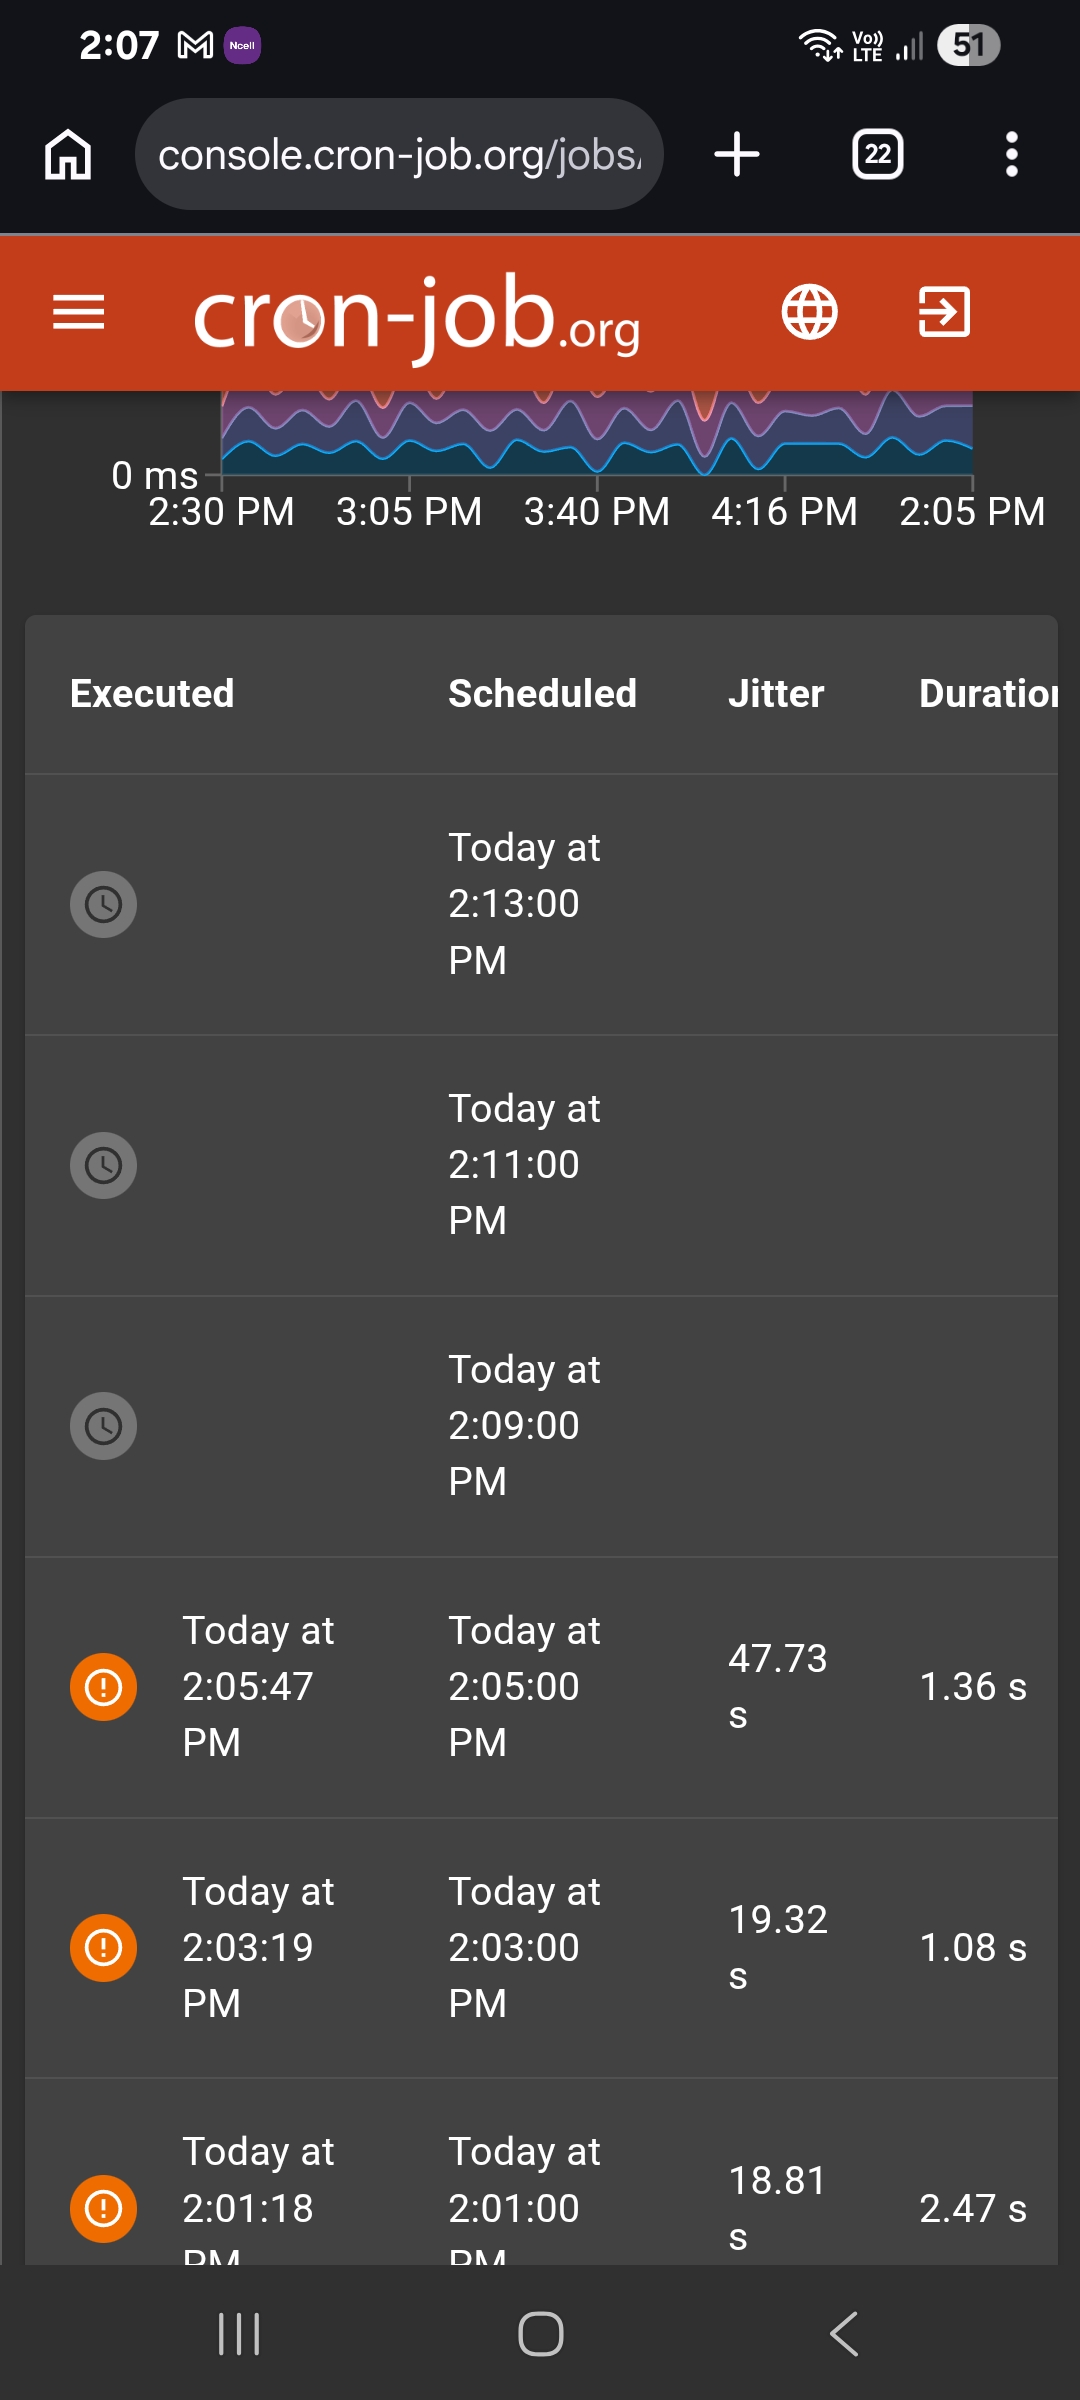 2:07 Ncell Vo)) LTE 51
console.cron-job.org/jobs/
22
cron-job.org
0 ms
2:30 PM 3:05 PM 3:40 PM 4:16 PM 2:05 PM
Executed Scheduled Jitter Duration
Today at
2:13:00
PM
Today at
2:11:00
PM
Today at
2:09:00
PM
Today at Today at 47.73
2:05:47 2:05:00 s 1.36 s
PM PM
Today at Today at 19.32
2:03:19 2:03:00 s 1.08 s
PM PM
Today at Today at 18.81
2:01:18 2:01:00 s 2.47 s
PM PM